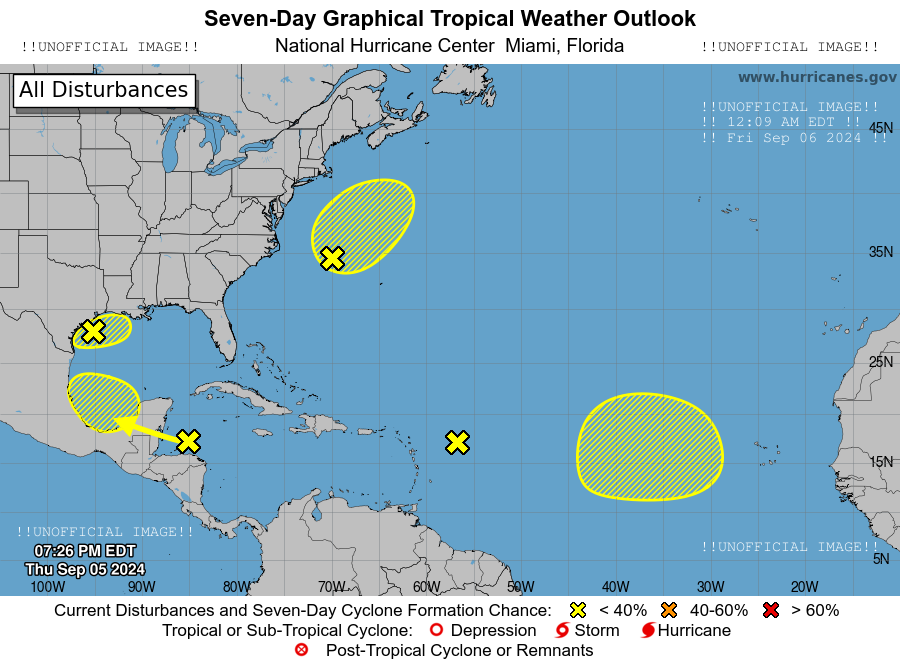 Seven-Day Graphical Tropical Weather Outlook
!!UNOFFICIAL IMAGE!! National Hurricane Center Miami, Florida !!UNOFFICIAL IMAGE!!
All Disturbances
www.hurricanes.gov
!!UNOFFICIAL IMAGE!!
!! 12:09 AM EDT !!
!! Fri Sep 06 2024 !!
45N
35N
25N
15N
!!UNOFFICIAL IMAGE!!
!!UNOFFICIAL IMAGE!!
07:26 PM EDT
Thu Sep 05 2024
5N
100W 90W 80W 70W 60W 50W 40W 30W 20W
Current Disturbances and Seven-Day Cyclone Formation Chance: < 40% 40-60% > 60%
Tropical or Sub-Tropical Cyclone: Depression Storm Hurricane
Post-Tropical Cyclone or Remnants